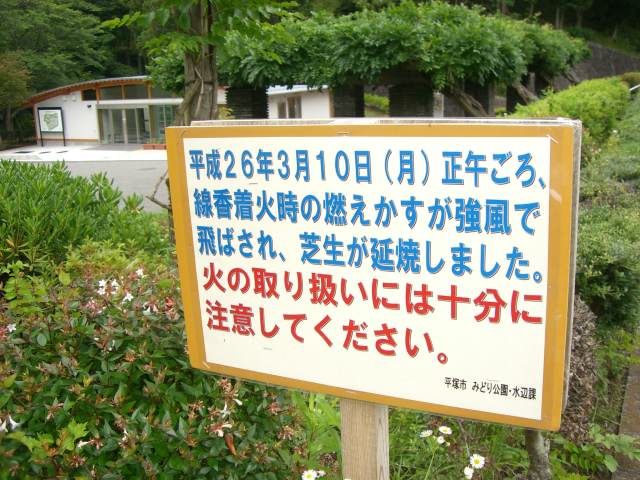 平成26年3月10日（月）正午ごろ、
線香着火時の燃えかすが強風で
飛ばされ、芝生が延焼しました。
火の取り扱いには十分に
注意してください。
平塚市 みどり公園・水辺課